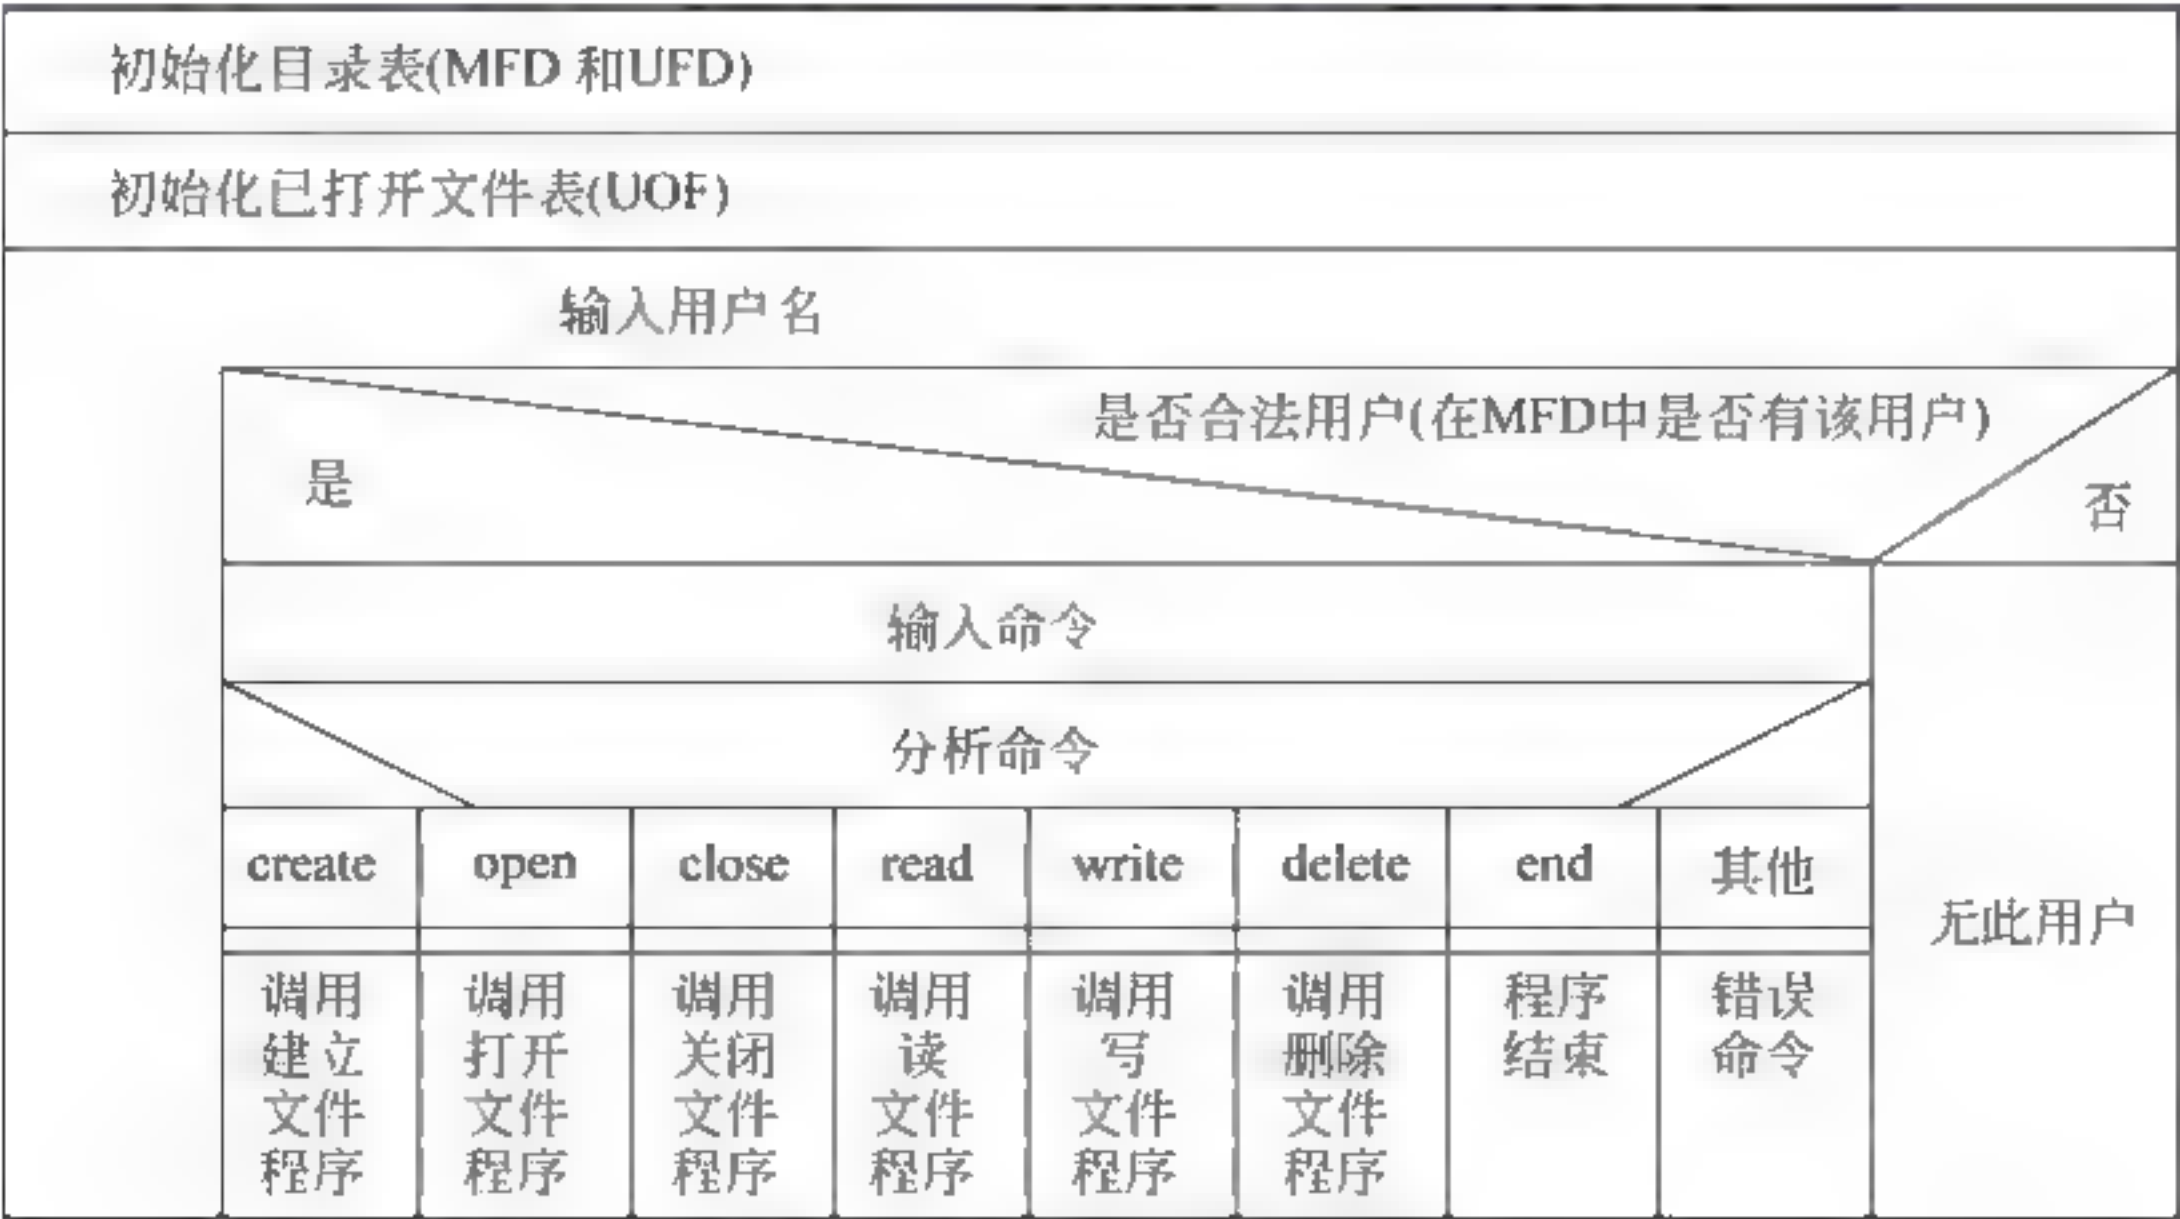 初始化目录表(MFD 和UFD)
初始化已打开文件表(UOF)
输入用户名
是否合法用户(在MFD中是否有该用户)
是
否
输入命令
分析命令
create
open
close
read
write
delete
end
其他
无此用户
调用
建立
文件
程序
调用
打开
文件
程序
调用
关闭
文件
程序
调用
读
文件
程序
调用
写
文件
程序
调用
删除
文件
程序
程序
结束
错误
命令